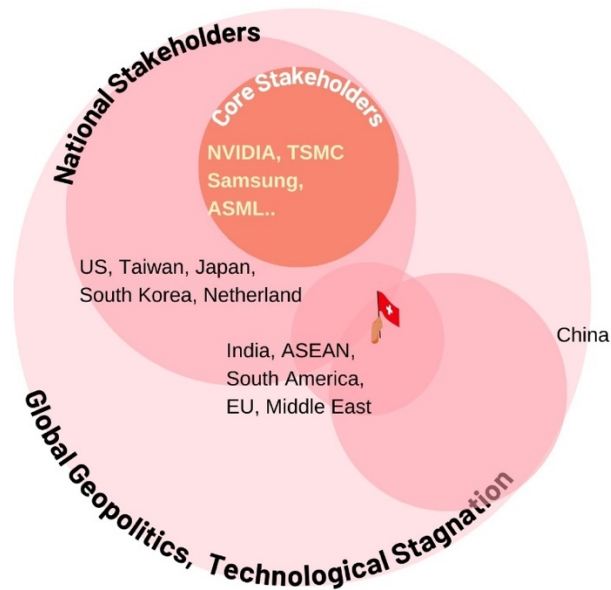 National Stakeholders
Core Stakeholders
NVIDIA, TSMC
Samsung,
ASML..
US, Taiwan, Japan,
South Korea, Netherland
China
India, ASEAN,
South America,
EU, Middle East
Global Geopolitics, Technological Stagnation